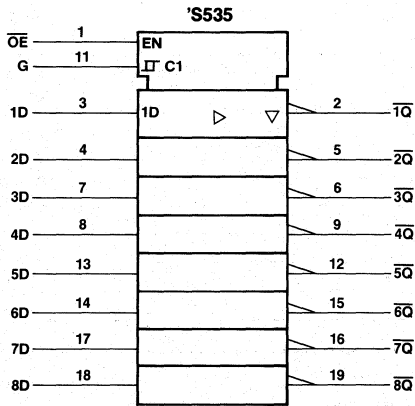 'S535
OE 1 EN
G 11 C1
1D 3 1D 2 1Q
2D 4 5 2Q
3D 7 6 3Q
4D 8 9 4Q
5D 13 12 5Q
6D 14 15 6Q
7D 17 16 7Q
8D 18 19 8Q